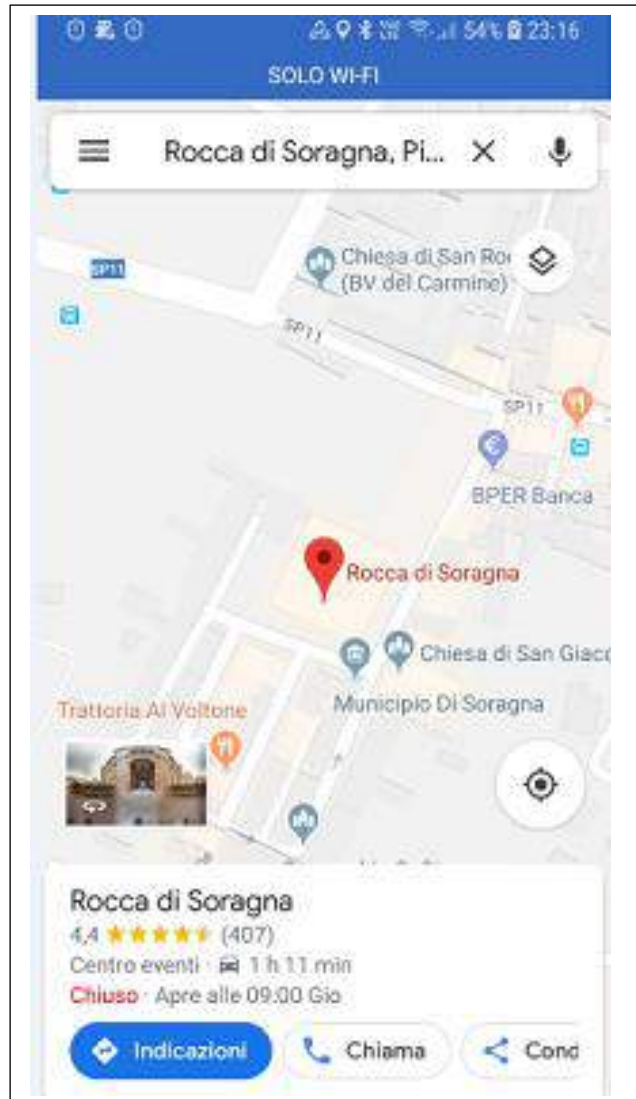 54% 23:16
SOLO WI-FI
Rocca di Soragna, Pi...
Chiesa di San Roc
(BV del Carmine)
SP11
SP11
SP11
BPER Banca
Rocca di Soragna
Chiesa di San Giaco
Municipio Di Soragna
Trattoria Al Voltone
Rocca di Soragna
4,4 (407)
Centro eventi · 1 h 11 min
Chiuso · Apre alle 09:00 Gio
Indicazioni Chiama Cond